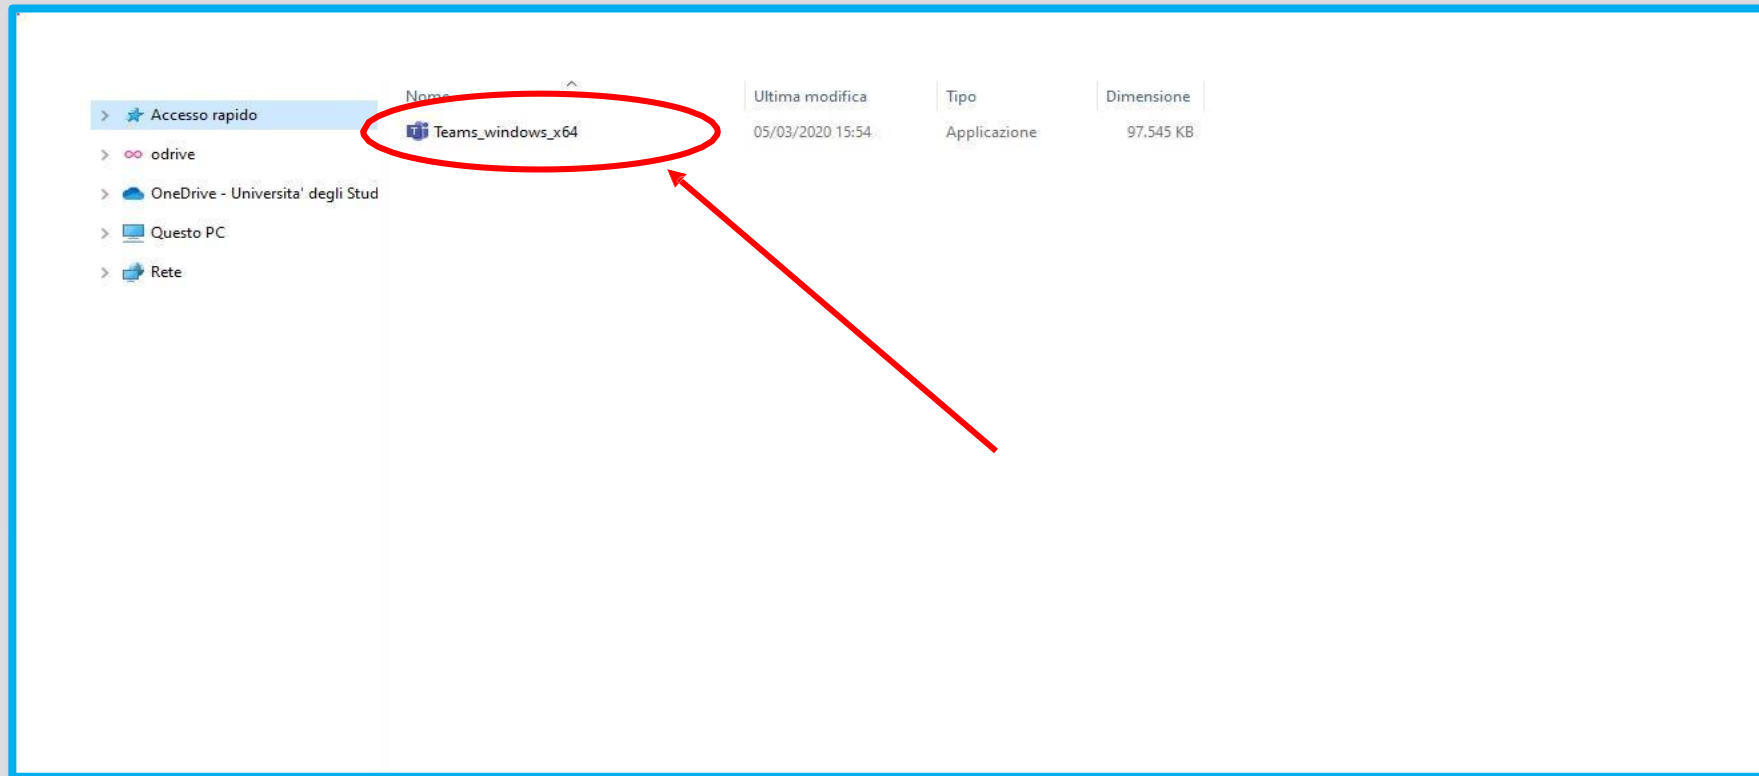 Accesso rapido
odrive
OneDrive - Universita' degli Stud
Questo PC
Rete
Nome Ultima modifica Tipo Dimensione
Teams_windows_x64 05/03/2020 15:54 Applicazione 97.545 KB